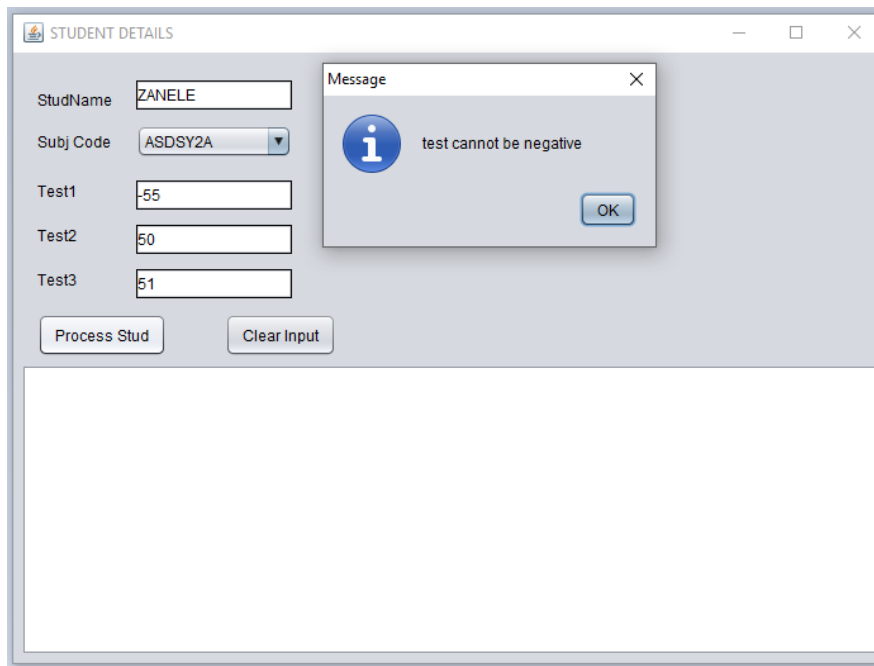 STUDENT DETAILS
Message
StudName
ZANELE
Subj Code
ASDSY2A
test cannot be negative
Test1
-55
OK
Test2
50
Test3
51
Process Stud
Clear Input